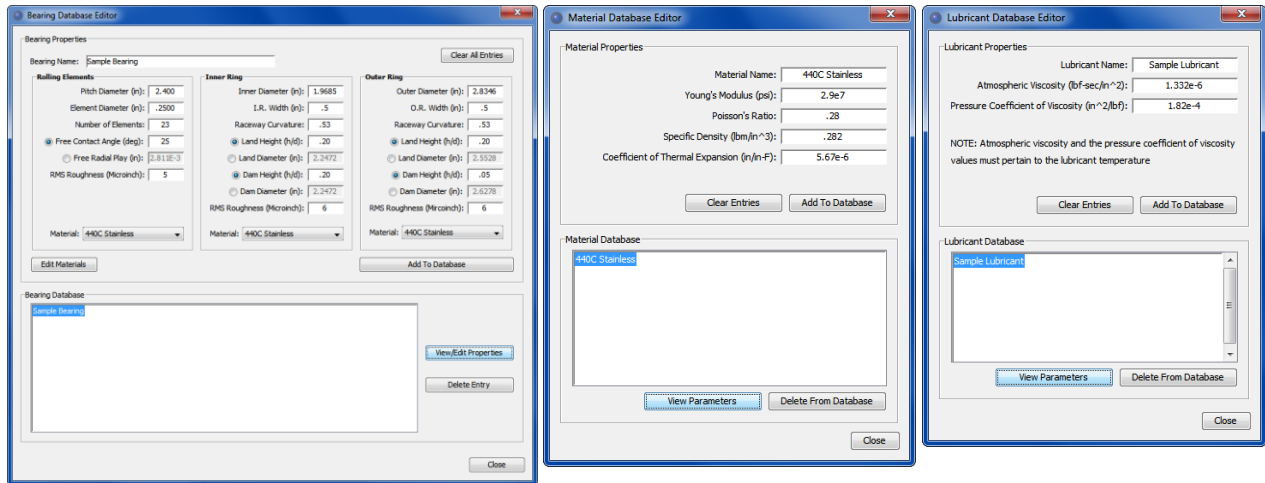 Bearing Database Editor
Bearing Properties
Bearing Name: Sample Bearing
Clear All Entries
Rolling Elements
Pitch Diameter (in): 2.400
Element Diameter (in): .2500
Number of Elements: 23
Free Contact Angle (deg): 25
Free Radial Play (in): 2.811E-3
RMS Roughness (Microinch): 5
Material: 440C Stainless
Inner Ring
Inner Diameter (in): 1.9685
I.R. Width (in): .5
Raceway Curvature: .53
Land Height (h/d): .20
Land Diameter (in): 2.2472
Dam Height (h/d): .20
Dam Diameter (in): 2.2472
RMS Roughness (Microinch): 6
Material: 440C Stainless
Outer Ring
Outer Diameter (in): 2.8346
O.R. Width (in): .5
Raceway Curvature: .53
Land Height (h/d): .20
Land Diameter (in): 2.5528
Dam Height (h/d): .05
Dam Diameter (in): 2.6278
RMS Roughness (Mircoinch): 6
Material: 440C Stainless
Edit Materials
Add To Database
Bearing Database
Sample Bearing
View/Edit Properties
Delete Entry
Close
Material Database Editor
Material Properties
Material Name: 440C Stainless
Young's Modulus (psi): 2.9e7
Poisson's Ratio: .28
Specific Density (lbm/in^3): .282
Coefficient of Thermal Expansion (in/in-F): 5.67e-6
Clear Entries
Add To Database
Material Database
440C Stainless
View Parameters
Delete From Database
Close
Lubricant Database Editor
Lubricant Properties
Lubricant Name: Sample Lubricant
Atmospheric Viscosity (lbf-sec/in^2): 1.332e-6
Pressure Coefficient of Viscosity (in^2/lbf): 1.82e-4
NOTE: Atmospheric viscosity and the pressure coefficient of viscosity
values must pertain to the lubricant temperature
Clear Entries
Add To Database
Lubricant Database
Sample Lubricant
View Parameters
Delete From Database
Close